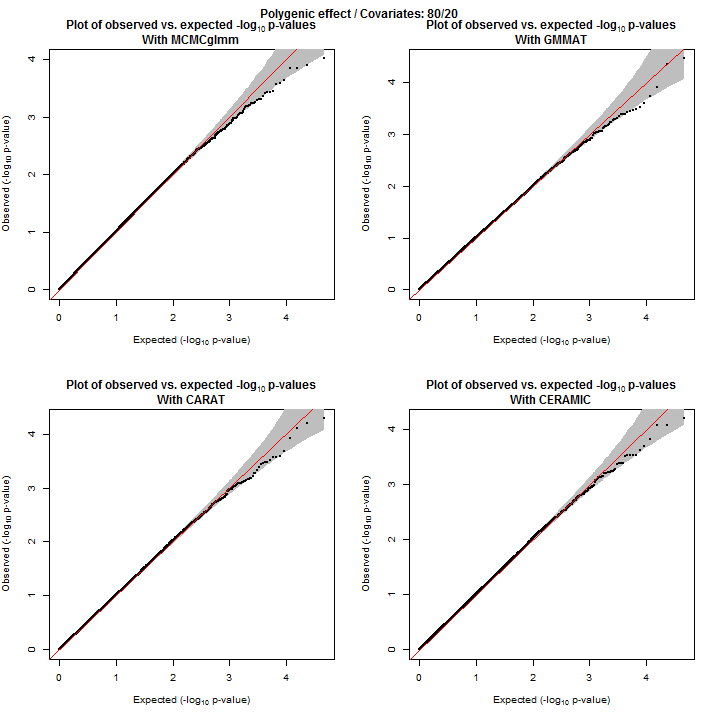 Polygenic effect / Covariates: 80/20
Plot of observed vs. expected -log10 p-values
With MCMCglmm
Observed (-log10 p-value)
4
3
2
1
0
0 1 2 3 4
Expected (-log10 p-value)
Plot of observed vs. expected -log10 p-values
With GMMAT
Observed (-log10 p-value)
4
3
2
1
0
0 1 2 3 4
Expected (-log10 p-value)
Plot of observed vs. expected -log10 p-values
With CARAT
Observed (-log10 p-value)
4
3
2
1
0
0 1 2 3 4
Expected (-log10 p-value)
Plot of observed vs. expected -log10 p-values
With CERAMIC
Observed (-log10 p-value)
4
3
2
1
0
0 1 2 3 4
Expected (-log10 p-value)